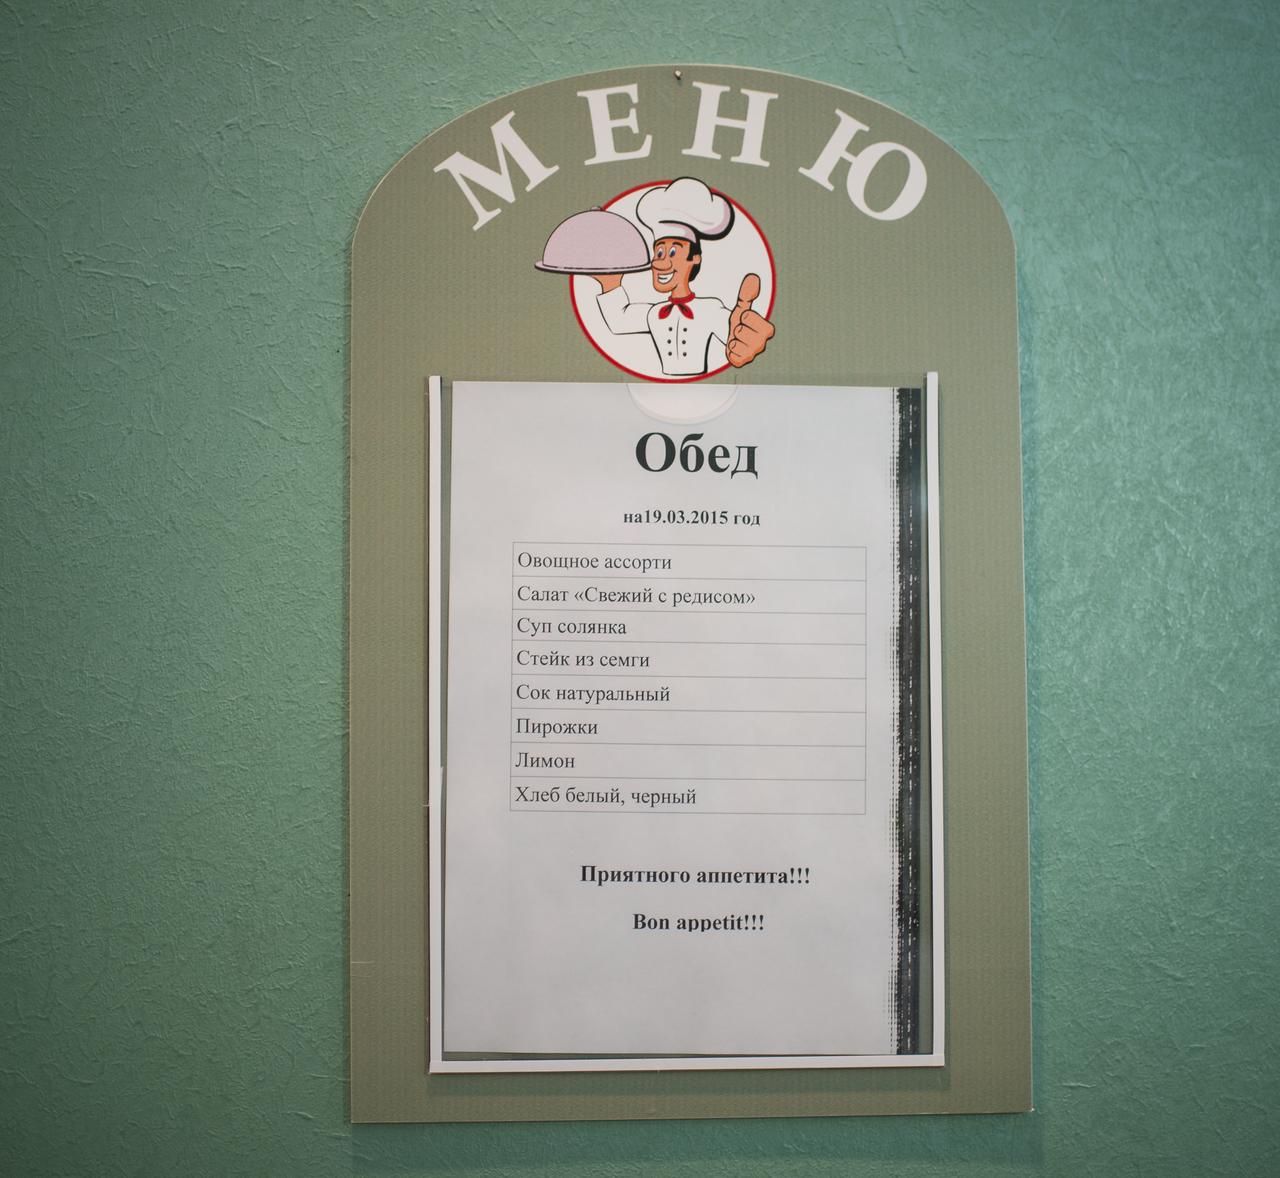 МЕНЮ
Обед
на19.03.2015 год
Овощное ассорти
Салат «Свежий с редисом»
Суп солянка
Стейк из семги
Сок натуральный
Пирожки
Лимон
Хлеб белый, черный
Приятного аппетита!!!
Bon appetit!!!